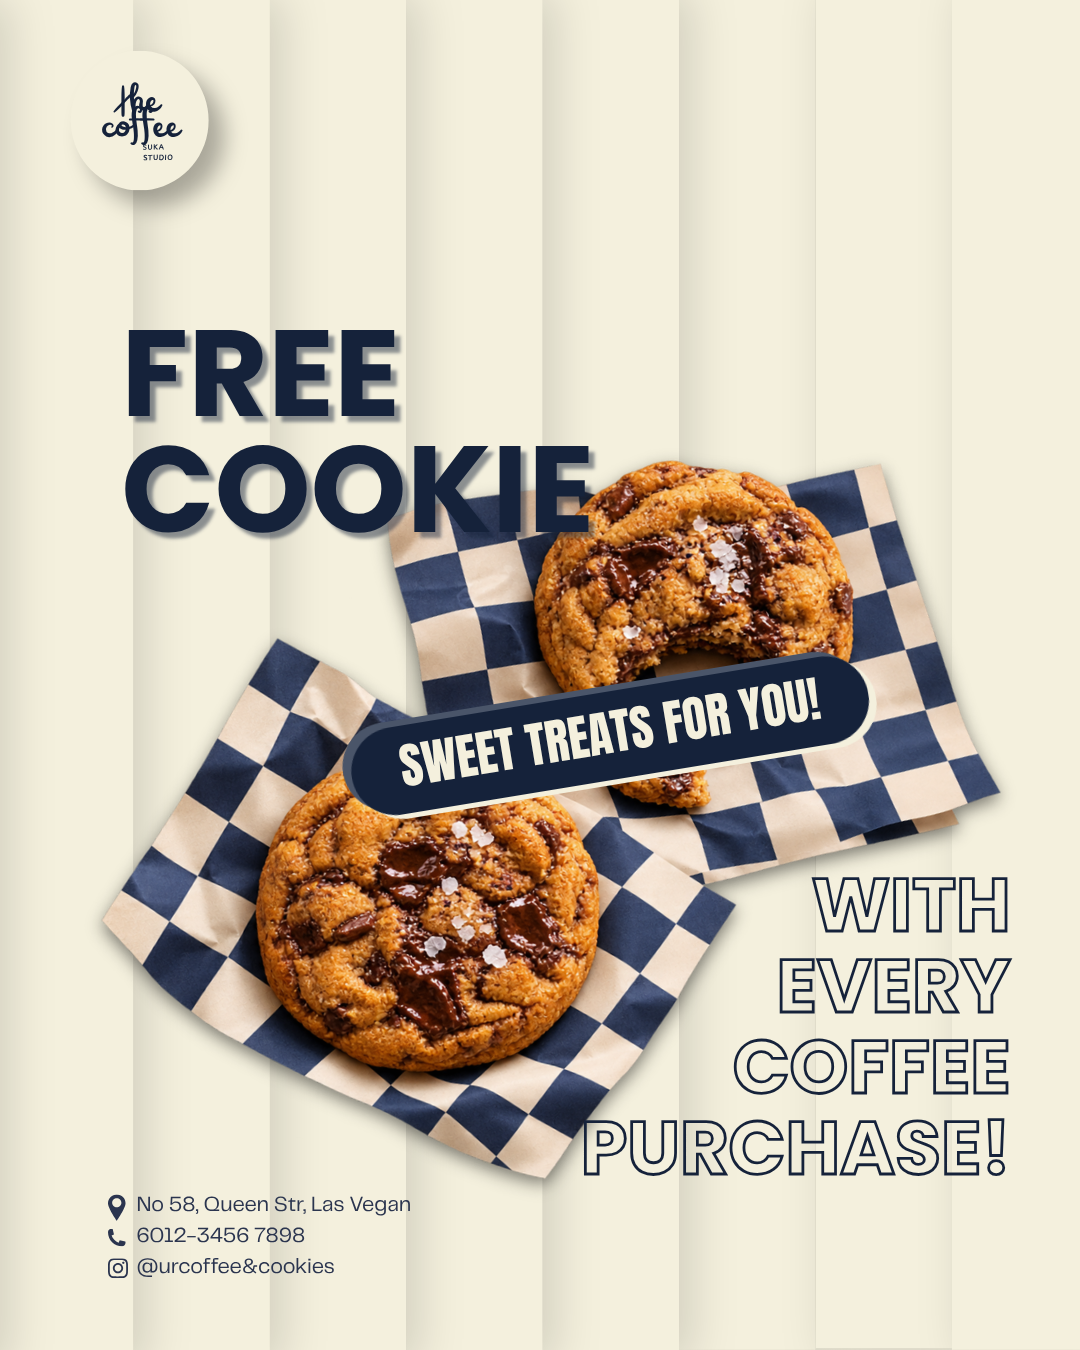 the
coffee
SUKA
STUDIO
FREE
COOKIE
SWEET TREATS FOR YOU!
WITH
EVERY
COFFEE
PURCHASE!
No 58, Queen Str, Las Vegan
6012-3456 7898
@urcoffee&cookies